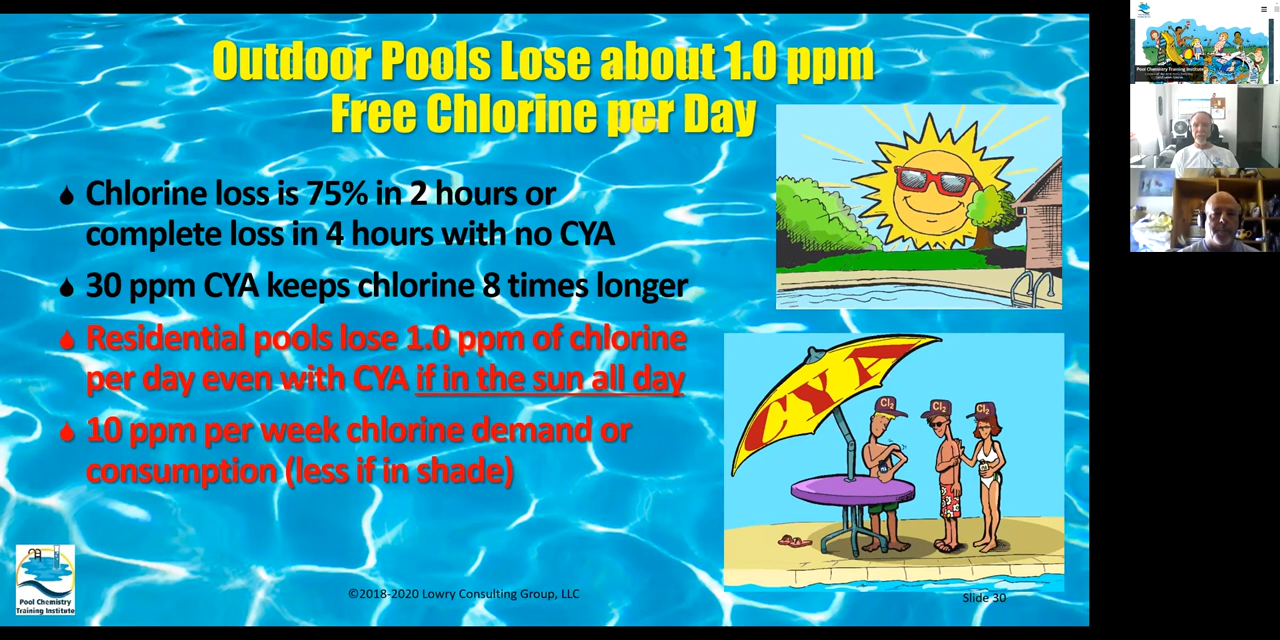 Outdoor Pools Lose about 1.0 ppm
Free Chlorine per Day
Chlorine loss is 75% in 2 hours or
complete loss in 4 hours with no CYA
30 ppm CYA keeps chlorine 8 times longer
Residential pools lose 1.0 ppm of chlorine
per day even with CYA if in the sun all day
10 ppm per week chlorine demand or
consumption (less if in shade)
CYA
Cl2
Cl2
Cl2
Pool Chemistry
Training Institute
©2018-2020 Lowry Consulting Group, LLC
Slide 30
Pool Chemistry Training Institute